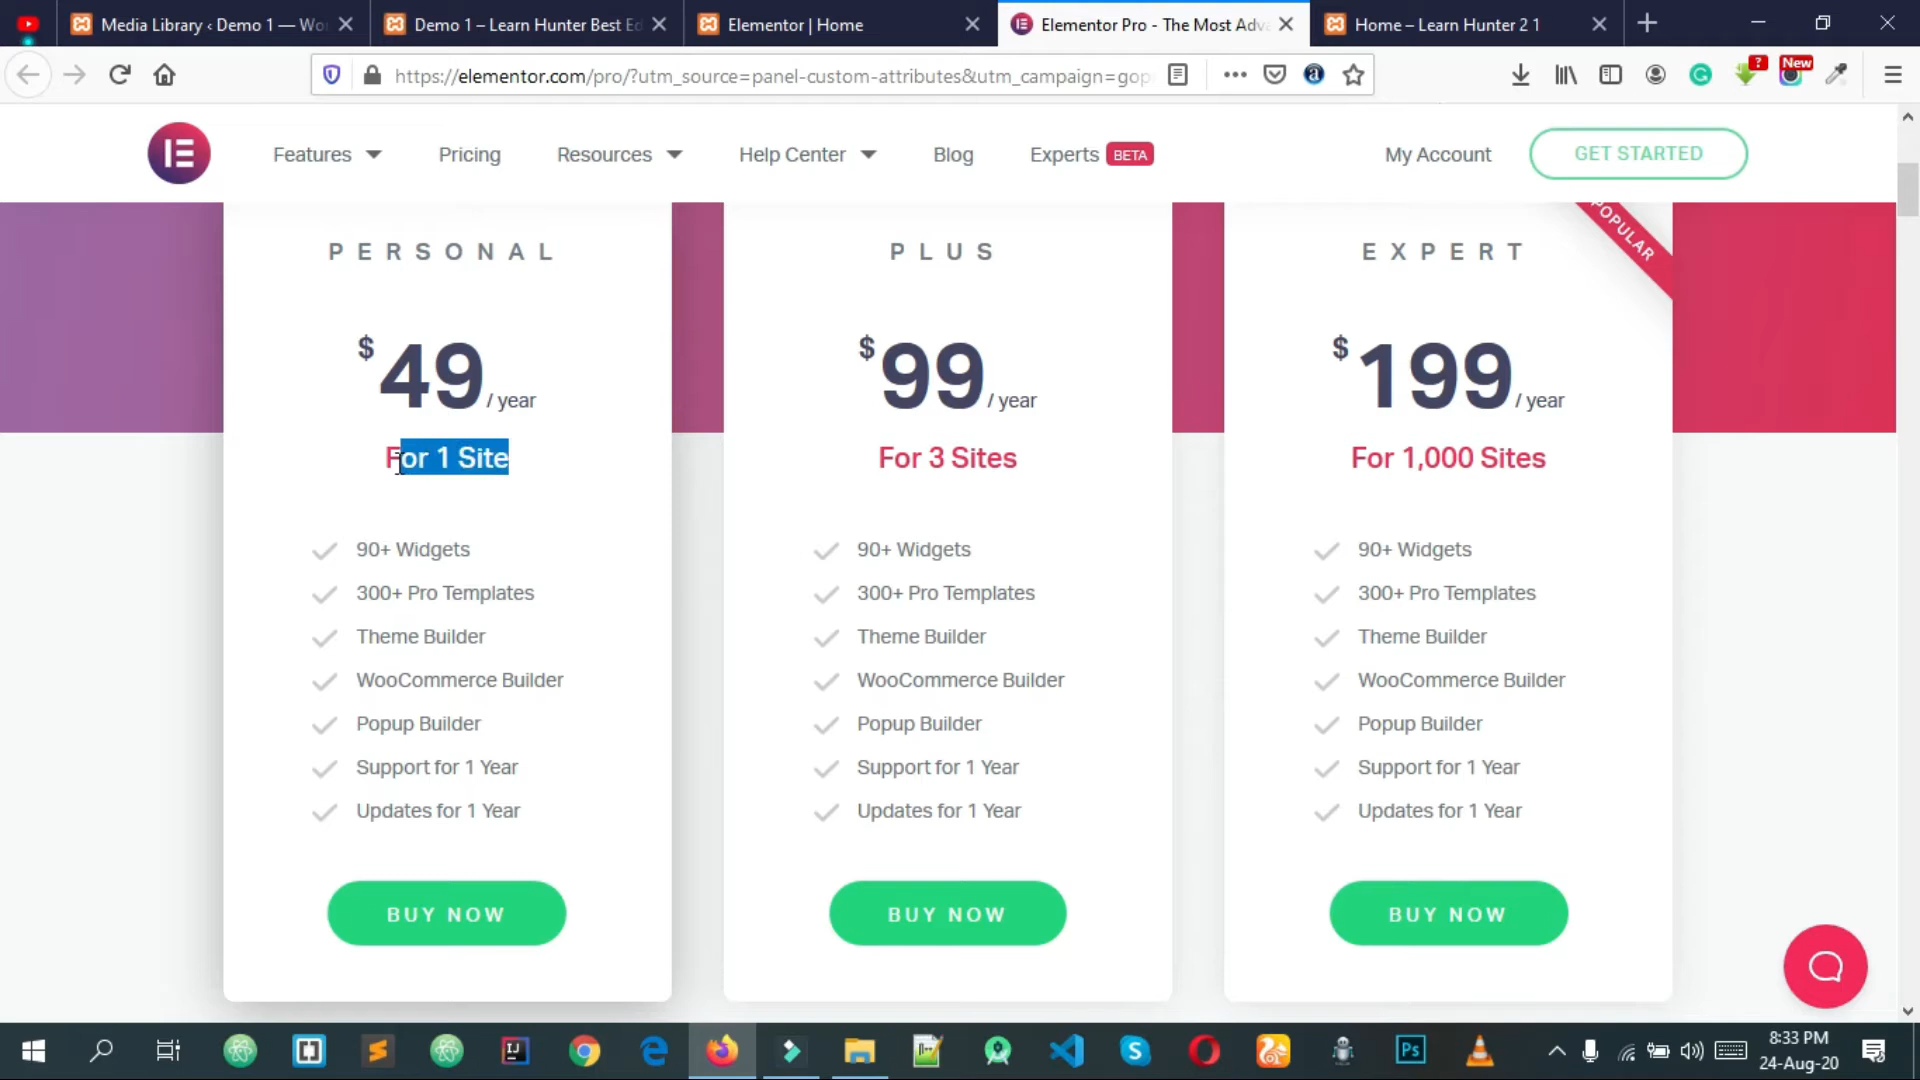 Media Library ‹ Demo 1 — Wo
Demo 1 – Learn Hunter Best Ed
Elementor | Home
Elementor Pro - The Most Adva
Home – Learn Hunter 2 1
https://elementor.com/pro/?utm_source=panel-custom-attributes&utm_campaign=gop
a
?
New
Features
Pricing
Resources
Help Center
Blog
Experts BETA
My Account
GET STARTED
PERSONAL
$49/ year
For 1 Site
90+ Widgets
300+ Pro Templates
Theme Builder
WooCommerce Builder
Popup Builder
Support for 1 Year
Updates for 1 Year
BUY NOW
PLUS
$99/ year
For 3 Sites
90+ Widgets
300+ Pro Templates
Theme Builder
WooCommerce Builder
Popup Builder
Support for 1 Year
Updates for 1 Year
BUY NOW
POPULAR
EXPERT
$199/ year
For 1,000 Sites
90+ Widgets
300+ Pro Templates
Theme Builder
WooCommerce Builder
Popup Builder
Support for 1 Year
Updates for 1 Year
BUY NOW
IJ
S
Ps
8:33 PM
24-Aug-20